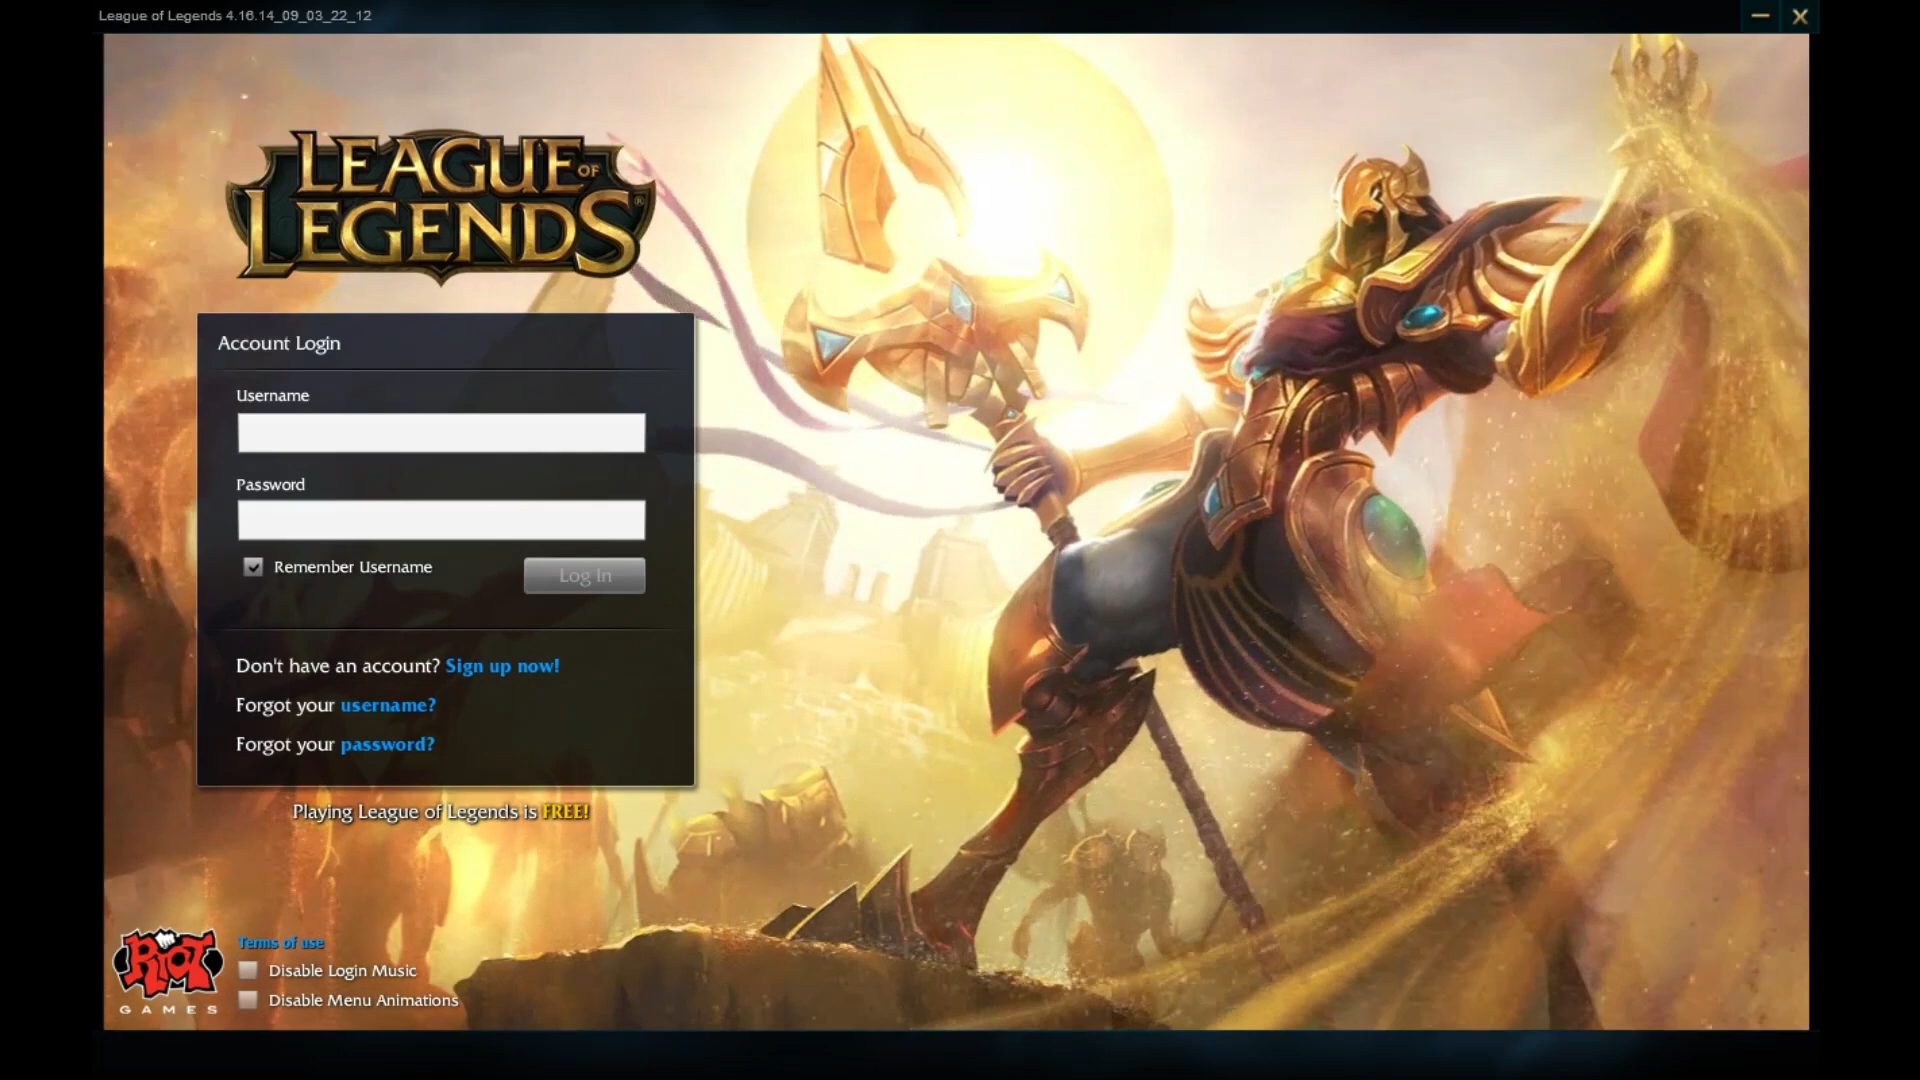 League of Legends 4.16.14_09_03_22_12
LEAGUE OF
LEGENDS®
Account Login
Username
Password
Remember Username
Log In
Don't have an account? Sign up now!
Forgot your username?
Forgot your password?
Playing League of Legends is FREE!
RIOT
GAMES
Terms of use
Disable Login Music
Disable Menu Animations